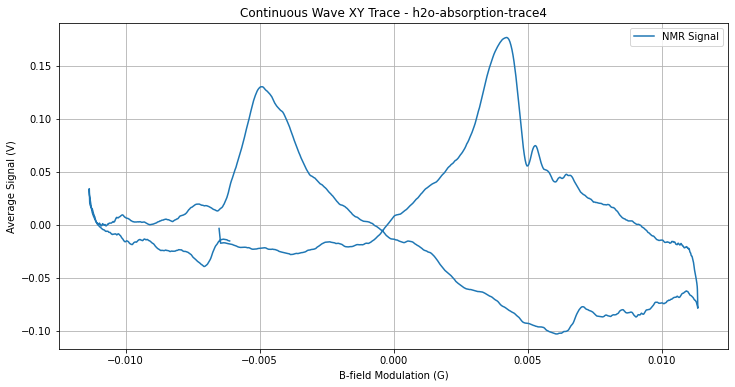 Continuous Wave XY Trace - h2o-absorption-trace4
NMR Signal
Average Signal (V)
0.15
0.10
0.05
0.00
−0.05
−0.10
−0.010
−0.005
0.000
0.005
0.010
B-field Modulation (G)